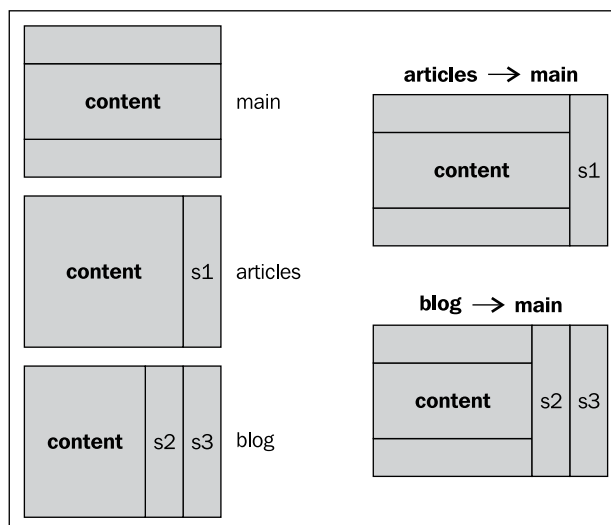 content
main
content s1
articles
content s2 s3
blog
articles → main
content s1
blog → main
content s2 s3